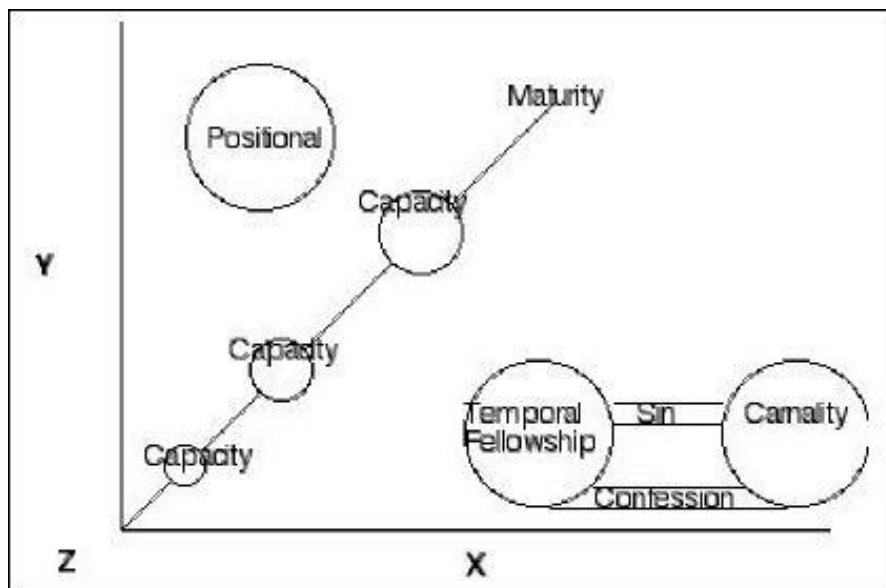 Maturity
Positional
Capacity
Y
Capacity
Temporal
Fellowship
Sin
Carnality
Capacity
Confession
Z
X